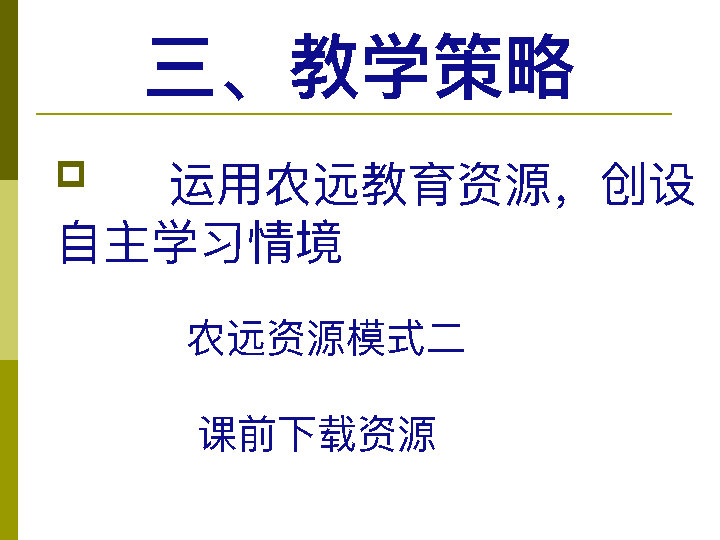 三、教学策略
运用农远教育资源，创设
自主学习情境
农远资源模式二
课前下载资源